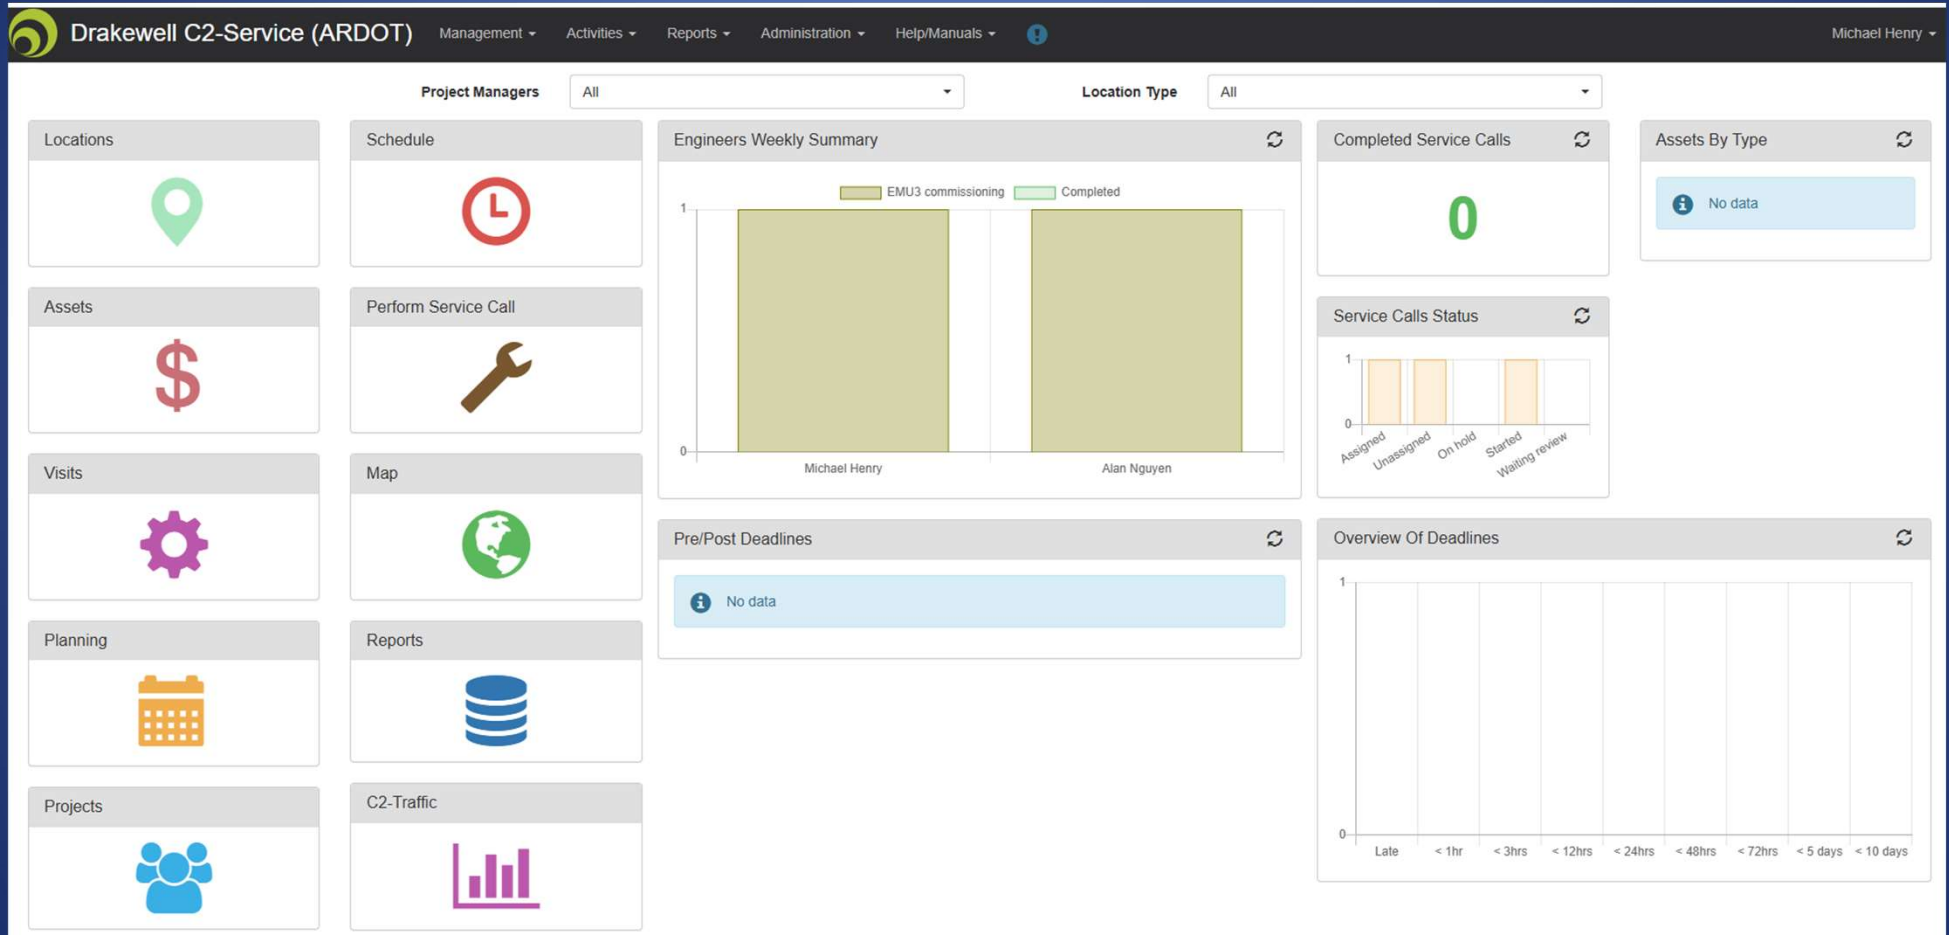 Drakewell C2-Service (ARDOT) Management Activities Reports Administration Help/Manuals Michael Henry
Project Managers All Location Type All
Locations
Schedule
Assets
Perform Service Call
Visits
Map
Planning
Reports
Projects
C2-Traffic
Engineers Weekly Summary
EMU3 commissioning Completed
1
0
Michael Henry Alan Nguyen
Pre/Post Deadlines
No data
Completed Service Calls
0
Service Calls Status
1
0
Assigned Unassigned On hold Started Waiting review
Assets By Type
No data
Overview Of Deadlines
1
0
Late < 1hr < 3hrs < 12hrs < 24hrs < 48hrs < 72hrs < 5 days < 10 days